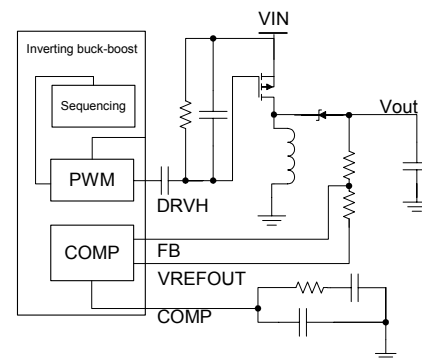 VIN
Inverting buck-boost
Sequencing
Vout
PWM
DRVH
COMP
FB
VREFOUT
COMP